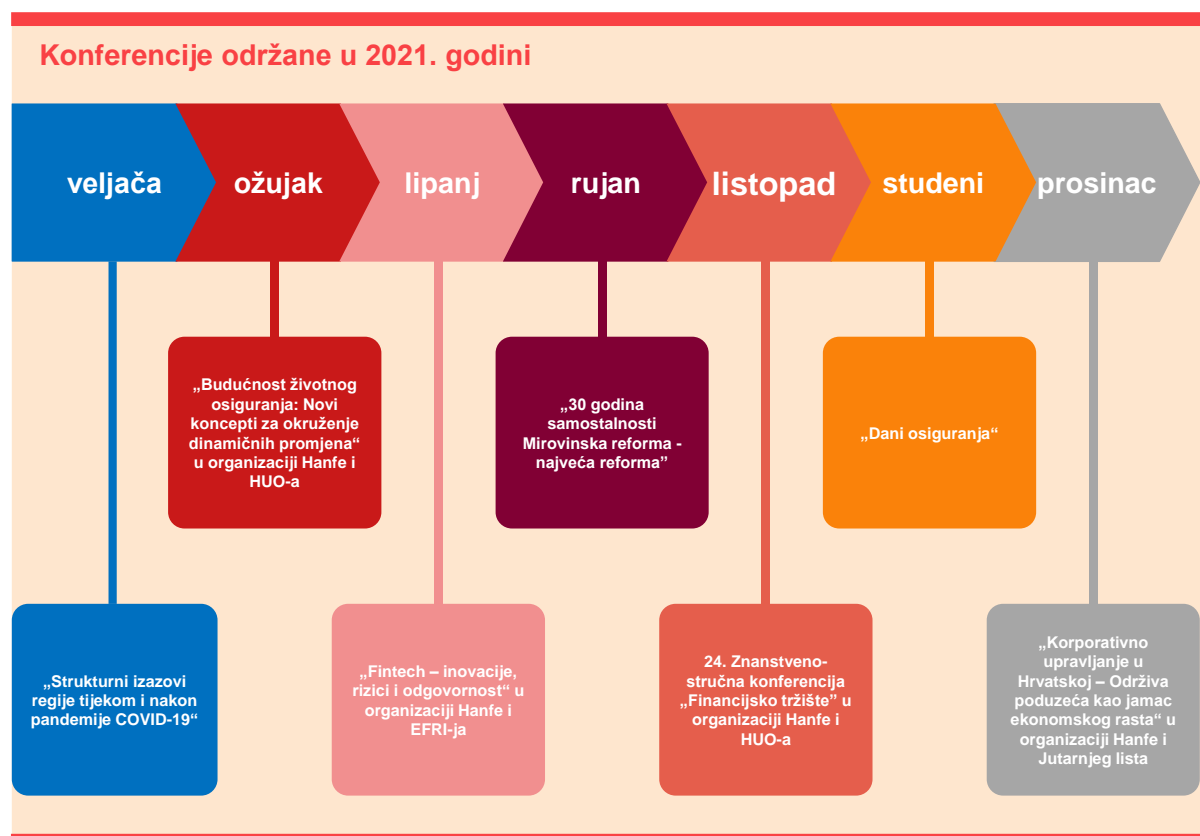 Konferencije održane u 2021. godini
veljača
ožujak
lipanj
rujan
listopad
studeni
prosinac
„Budućnost životnog
osiguranja: Novi
koncepti za okruženje
dinamičnih promjena“
u organizaciji Hanfe i
HUO-a
„30 godina
samostalnosti
Mirovinska reforma -
najveća reforma”
„Dani osiguranja“
„Strukturni izazovi
regije tijekom i nakon
pandemije COVID-19“
„Fintech – inovacije,
rizici i odgovornost“ u
organizaciji Hanfe i
EFRI-ja
24. Znanstveno-
stručna konferencija
„Financijsko tržište” u
organizaciji Hanfe i
HUO-a
„Korporativno
upravljanje u
Hrvatskoj – Održiva
poduzeća kao jamac
ekonomskog rasta“ u
organizaciji Hanfe i
Jutarnjeg lista